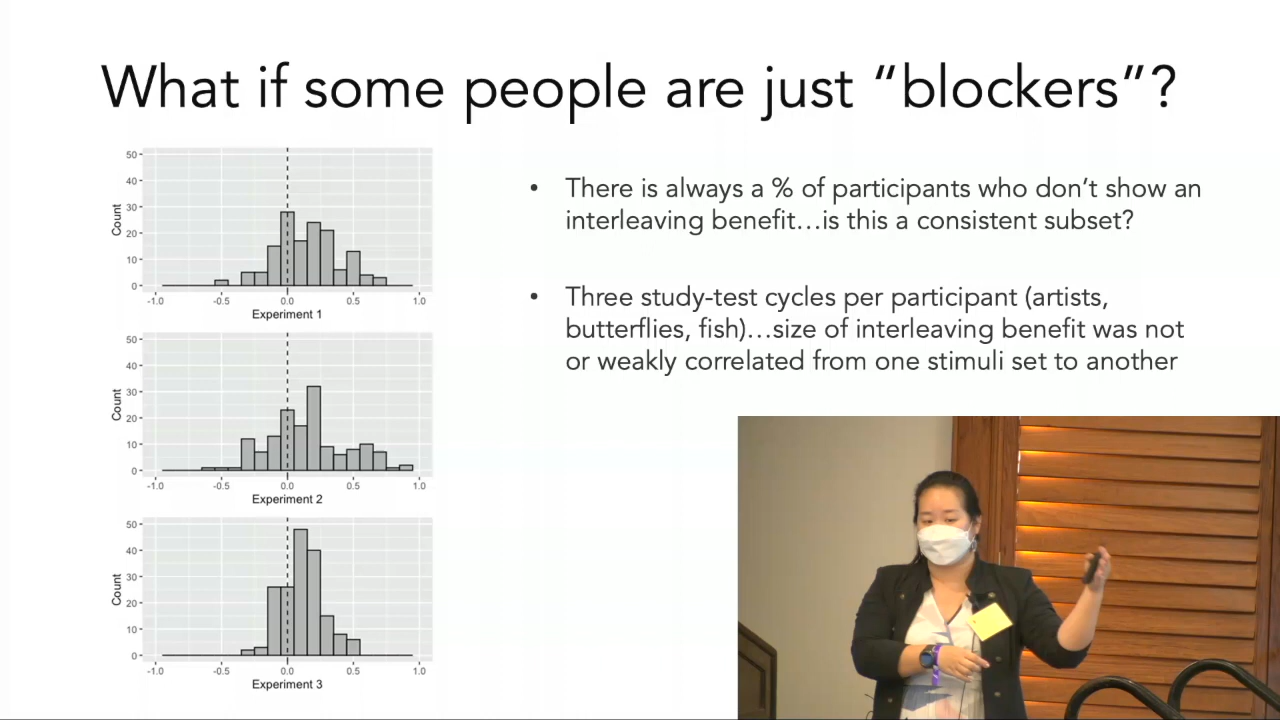 What if some people are just “blockers”?
50
40
30
20
10
0
Count
-1.0 -0.5 0.0 0.5 1.0
Experiment 1
50
40
30
20
10
0
Count
-1.0 -0.5 0.0 0.5 1.0
Experiment 2
50
40
30
20
10
0
Count
-1.0 -0.5 0.0 0.5 1.0
Experiment 3
• There is always a % of participants who don’t show an
interleaving benefit…is this a consistent subset?
• Three study-test cycles per participant (artists,
butterflies, fish)…size of interleaving benefit was not
or weakly correlated from one stimuli set to another